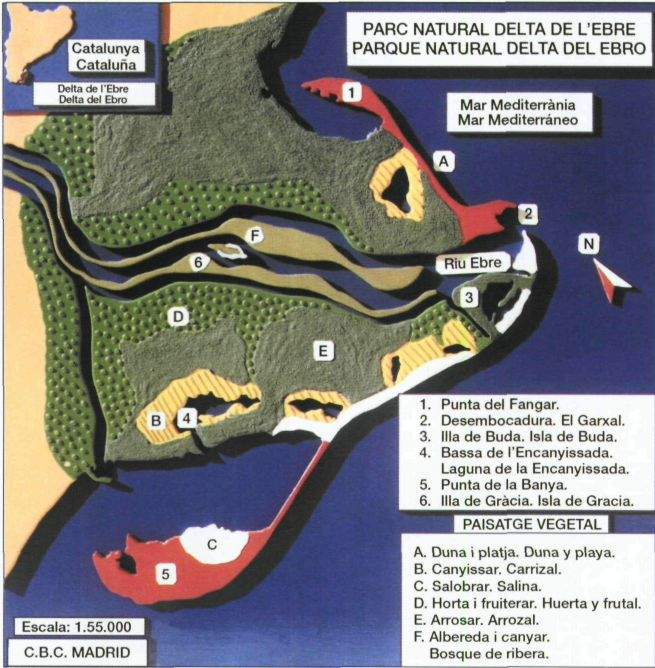 Catalunya
Cataluña
Delta de l'Ebre
Delta del Ebro
PARC NATURAL DELTA DE L'EBRE
PARQUE NATURAL DELTA DEL EBRO
Mar Mediterrània
Mar Mediterráneo
1
A
2
N
F
6
Riu Ebre
3
D
E
B
4
C
5
1. Punta del Fangar.
2. Desembocadura. El Garxal.
3. Illa de Buda. Isla de Buda.
4. Bassa de l'Encanyissada.
Laguna de la Encanyissada.
5. Punta de la Banya.
6. Illa de Gràcia. Isla de Gracia.
PAISATGE VEGETAL
A. Duna i platja. Duna y playa.
B. Canyissar. Carrizal.
C. Salobrar. Salina.
D. Horta i fruiterar. Huerta y frutal.
E. Arrosar. Arrozal.
F. Albereda i canyar.
Bosque de ribera.
Escala: 1.55.000
C.B.C. MADRID